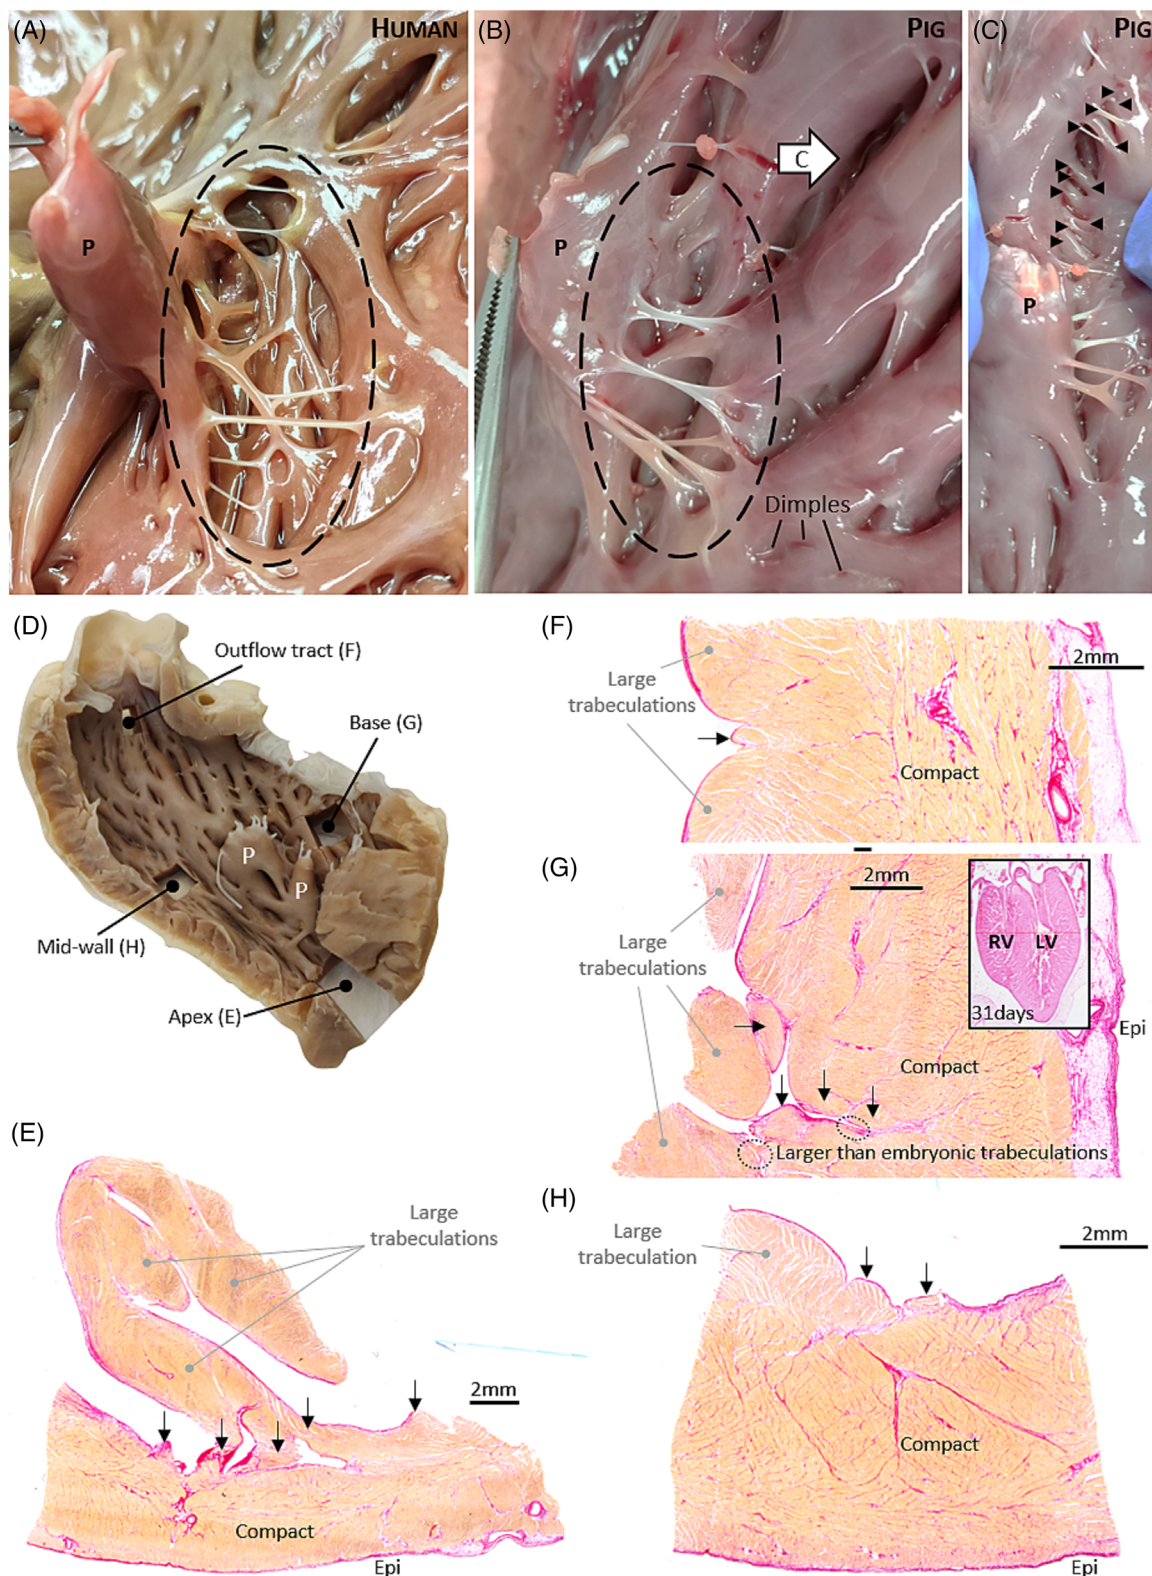 (A) HUMAN
P
(B) PIG
P
C
Dimples
(C) PIG
P
(D)
Outflow tract (F)
Base (G)
P
P
Mid-wall (H)
Apex (E)
(E)
Large
trabeculations
2mm
Compact
Epi
(F)
2mm
Large
trabeculations
Compact
(G)
2mm
Large
trabeculations
RV LV
31days
Epi
Compact
Larger than embryonic trabeculations
(H)
Large
trabeculation
2mm
Compact
Epi